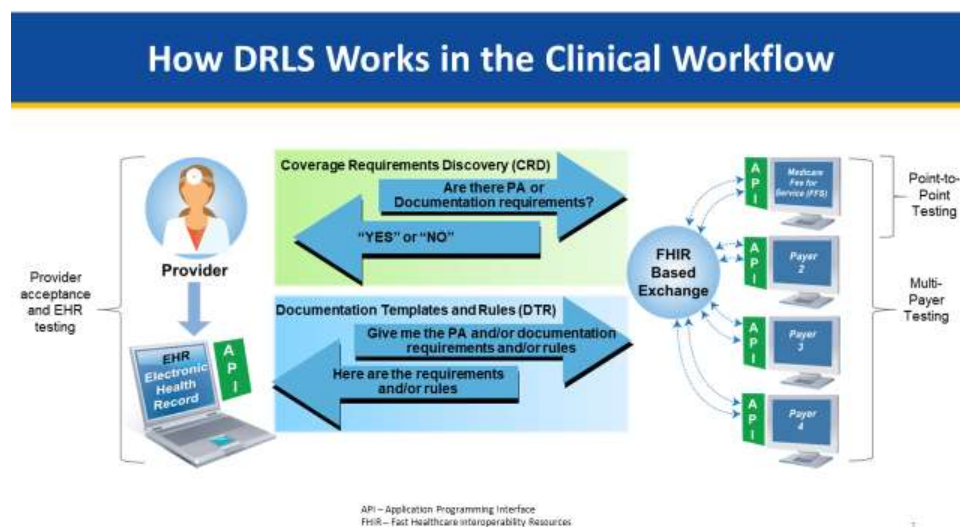 How DRLS Works in the Clinical Workflow
Provider
acceptance
and EHR
testing
Provider
EHR
Electronic
Health
Record
API
Coverage Requirements Discovery (CRD)
Are there PA or
Documentation requirements?
“YES” or “NO”
Documentation Templates and Rules (DTR)
Give me the PA and/or documentation
requirements and/or rules
Here are the requirements
and/or rules
FHIR
Based
Exchange
API
Medicare
Fee for
Service (FFS)
API
Payer
2
API
Payer
3
API
Payer
4
Point-to-
Point
Testing
Multi-
Payer
Testing
API – Application Programming Interface
FHIR – Fast Healthcare Interoperability Resources
7